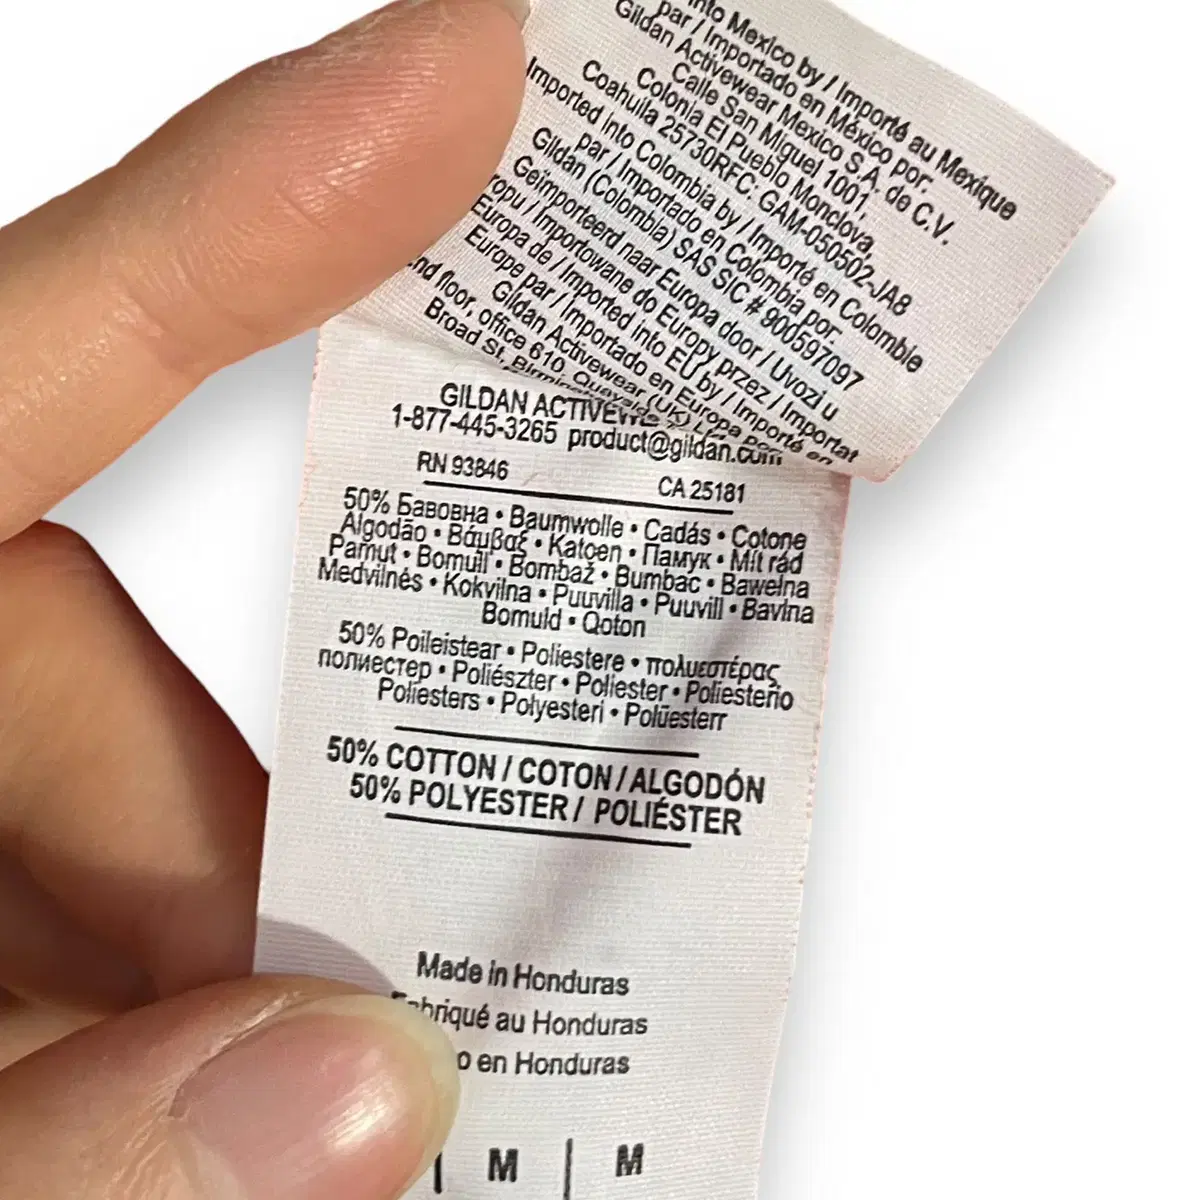 into Mexico by / Importé au Mexique
par / Importado en México por:
Gildan Activewear Mexico S.A. de C.V.
Calle San Miguel 1001,
Colonia El Pueblo Monclova,
Coahuila 25730RFC: GAM-050502-JA8
Imported into Colombia by / Importé en Colombie
par / Importado en Colombia por:
Gildan (Colombia) SAS SIC # 900597097
Geïmporteerd naar Europa door / Uvozi u
ropu / Importowane do Europy przez / Importat
Europa de / Imported into EU by / Importé en
Europe par / Importado en Europa por:
Gildan Activewear (UK)
nd floor, office 610, Quayside
Broad St,
GILDAN
1-877-445-3265 product@gildan.com
RN 93846 CA 25181
50% Бавовна • Baumwolle • Cadás • Cotone
Algodão • Βάμβαξ • Katoen • Памук • Mit rád
Pamut • Bomull • Bombaž • Bumbac • Bawełna
Medvilnės • Kokvilna • Puuvilla • Puuvill • Bavlna
Bomuld • Qoton
50% Poileistear • Poliestere • πολυεστέρας
полиестер • Poliészter • Poliester • Poliesteño
Poliesters • Polyesteri • Polüesterr
50% COTTON / COTON / ALGODÓN
50% POLYESTER / POLIÉSTER
Made in Honduras
Fabriqué au Honduras
o en Honduras
M | M